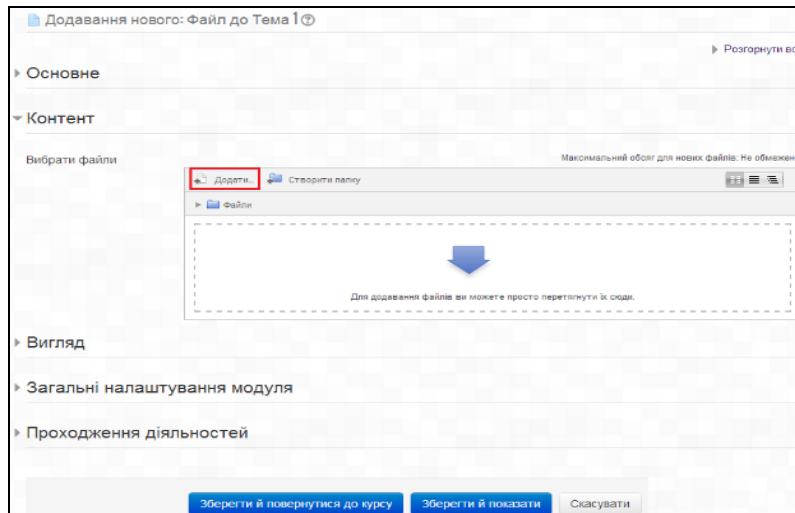 Додавання нового: Файл до Тема 1
Розгорнути вс
Основне
Контент
Вибрати файли
Максимальний обсяг для нових файлів: Не обмежен
Додати... Створити папку
Файли
Для додавання файлів ви можете просто перетягнути їх сюди.
Вигляд
Загальні налаштування модуля
Проходження діяльностей
Зберегти й повернутися до курсу Зберегти й показати Скасувати